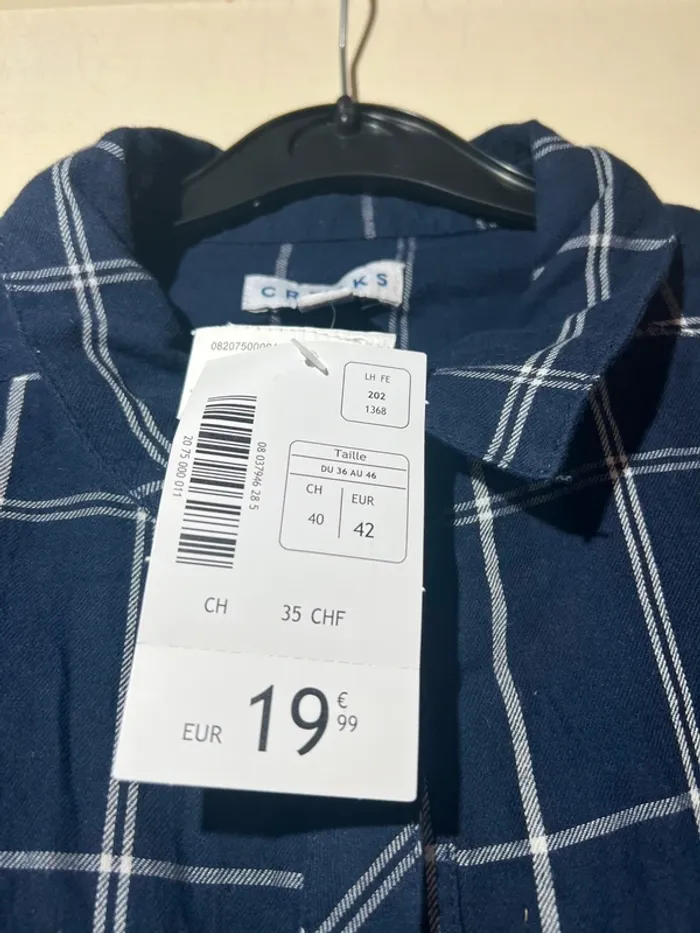 0820750000
LH FE
202
1368
Taille
DU 36 AU 46
CH EUR
40 42
08 037946 28 5
20 75 000 011
CH 35 CHF
EUR 19 € 99